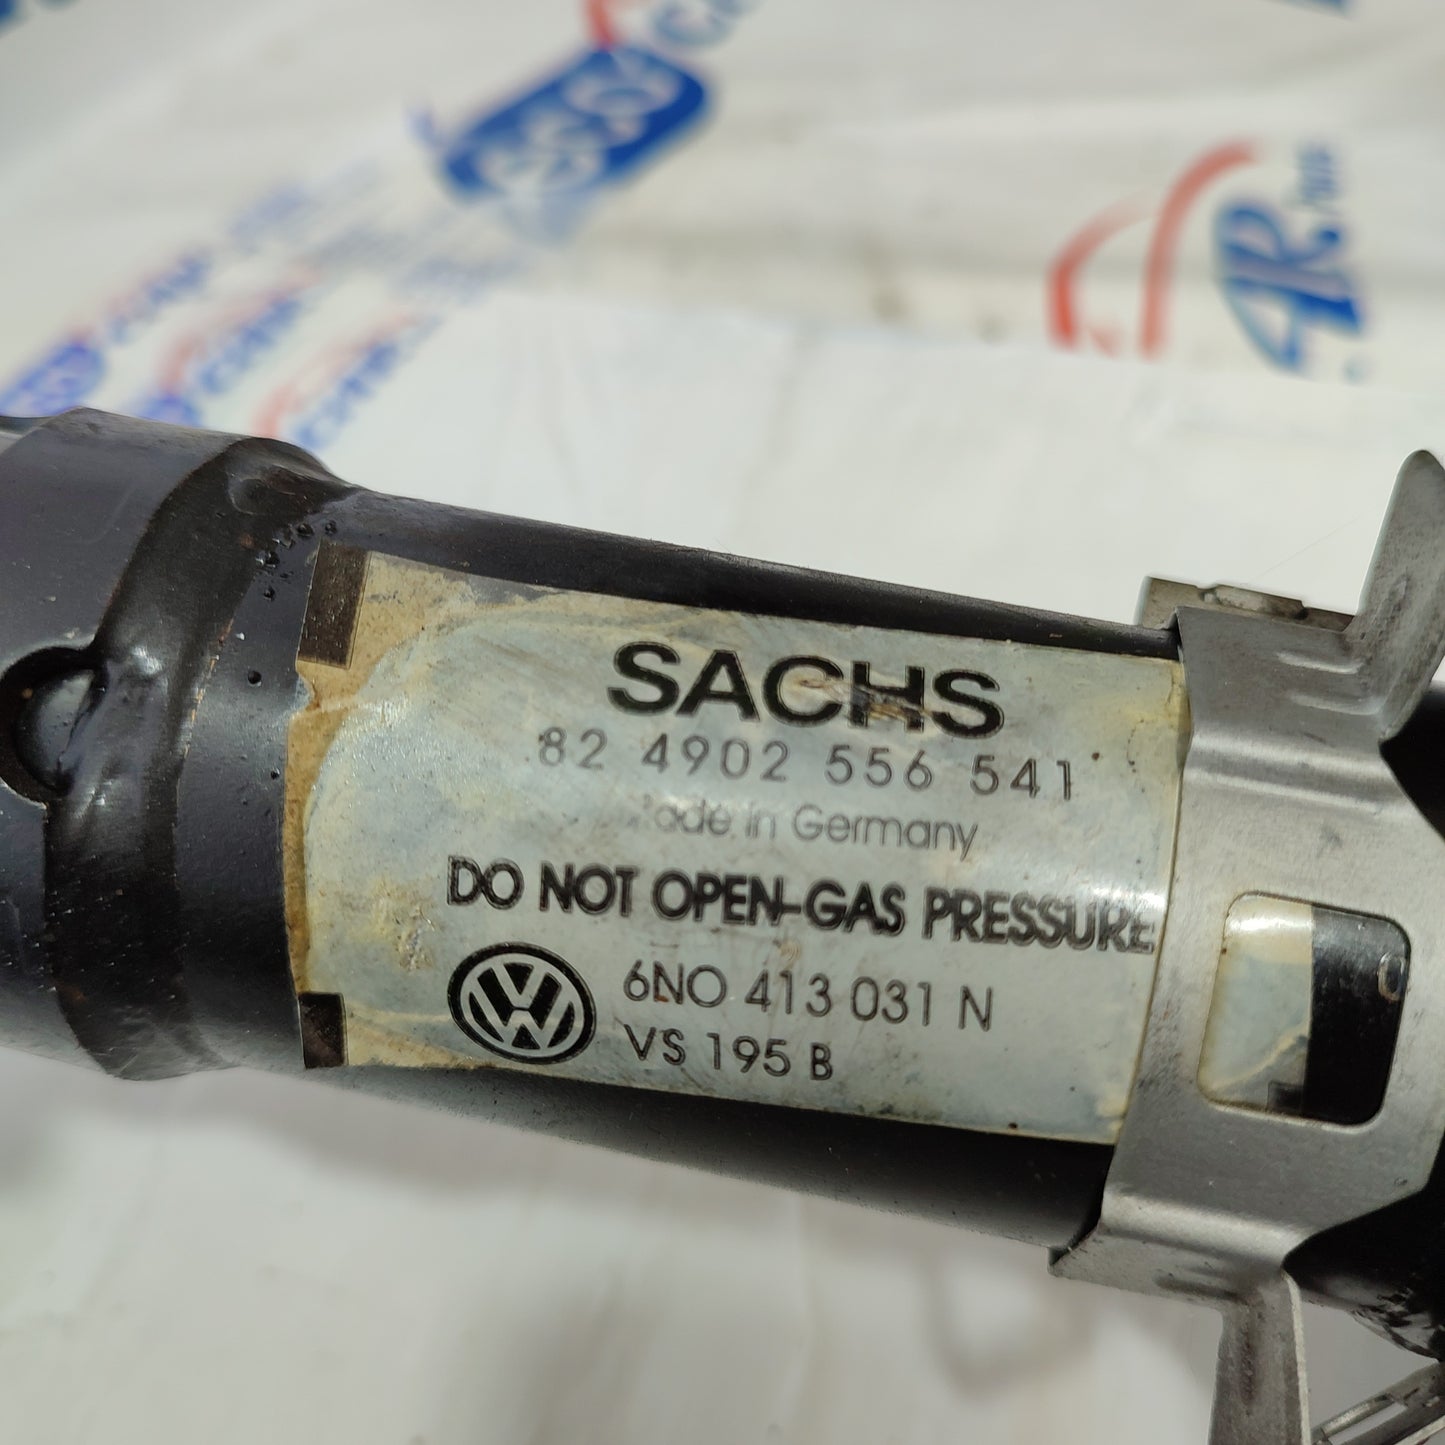 SACHS
82 4902 556 541
Made In Germany
DO NOT OPEN-GAS PRESSURE
6NO 413 031 N
VS 195 B